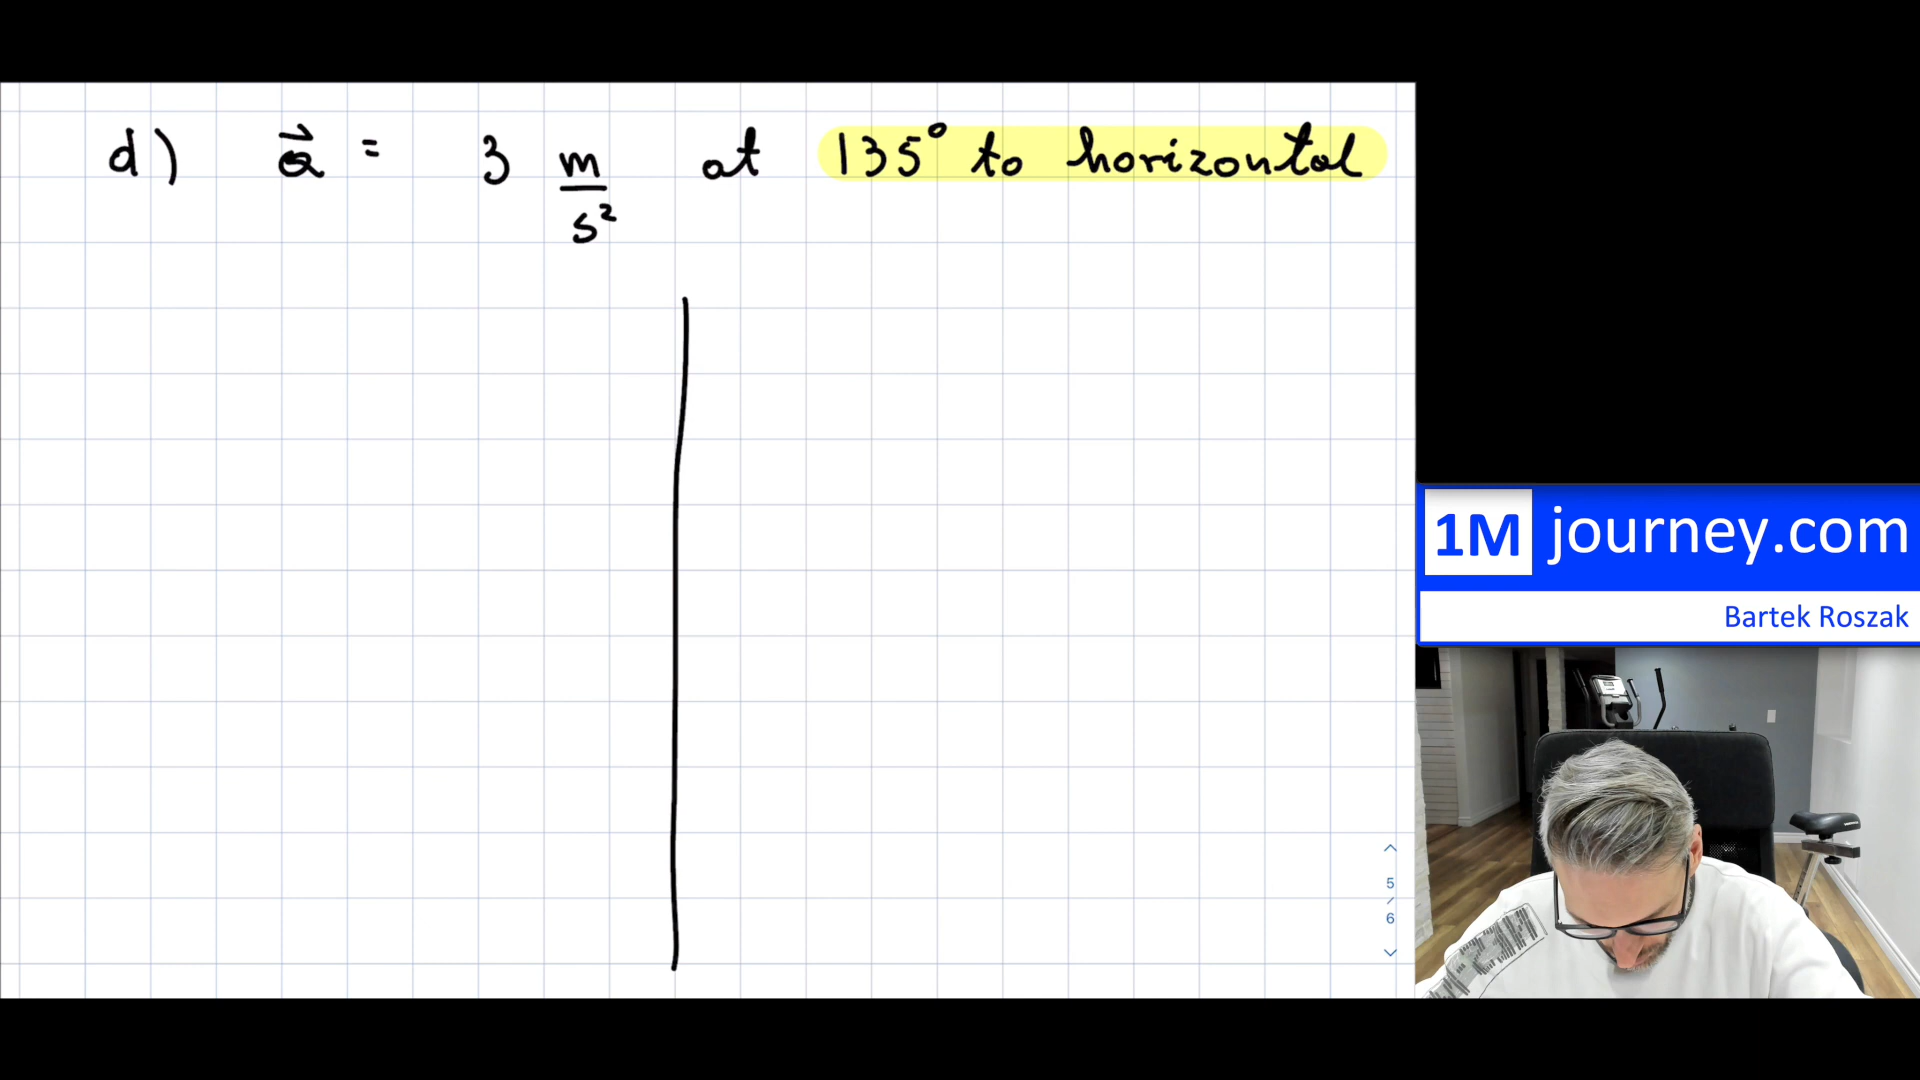 d) a⃗ = 3 m/s² at 135° to horizontal
1M journey.com
Bartek Roszak
5
/
6